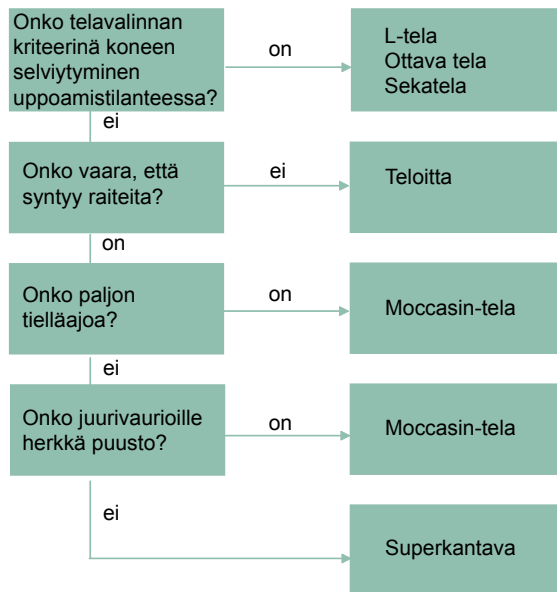 Onko telavalinnan
kriteerinä koneen
selviytyminen
uppoamistilanteessa?
on
L-tela
Ottava tela
Sekatela
ei
Onko vaara, että
syntyy raiteita?
ei
Teloitta
on
Onko paljon
tielläajoa?
on
Moccasin-tela
ei
Onko juurivaurioille
herkkä puusto?
on
Moccasin-tela
ei
Superkantava